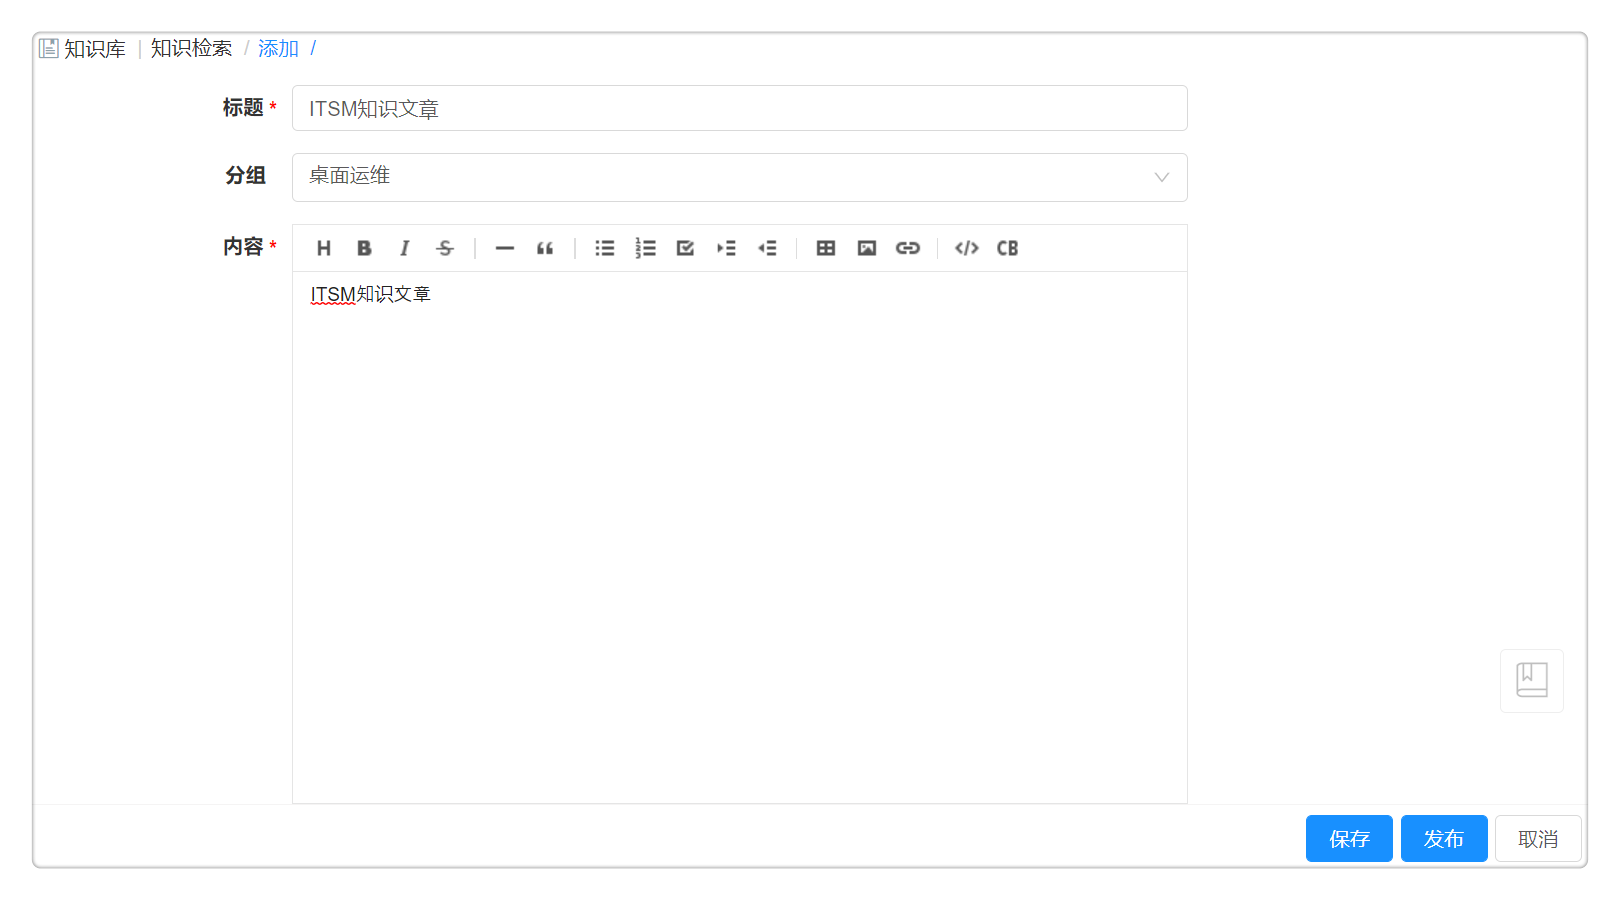 知识库 | 知识检索 / 添加 /
标题 * ITSM知识文章
分组 桌面运维
内容 * H B I S — “ </> CB
ITSM知识文章
保存 发布 取消